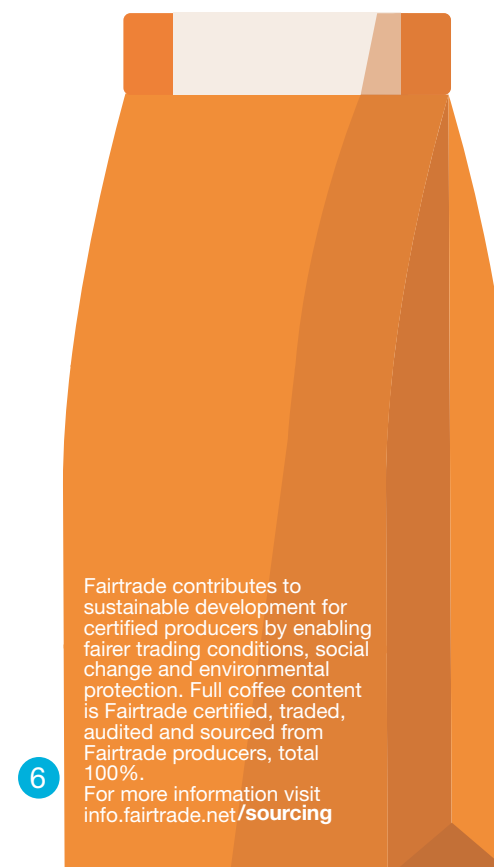 Fairtrade contributes to
sustainable development for
certified producers by enabling
fairer trading conditions, social
change and environmental
protection. Full coffee content
is Fairtrade certified, traded,
audited and sourced from
Fairtrade producers, total
100%.
For more information visit
info.fairtrade.net/sourcing
6